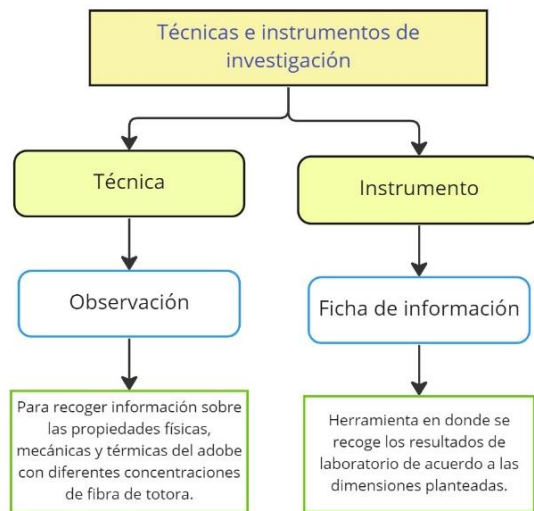 Técnicas e instrumentos de
investigación
Técnica
Instrumento
Observación
Ficha de información
Para recoger información sobre
las propiedades físicas,
mecánicas y térmicas del adobe
con diferentes concentraciones
de fibra de totora.
Herramienta en donde se
recoge los resultados de
laboratorio de acuerdo a las
dimensiones planteadas.